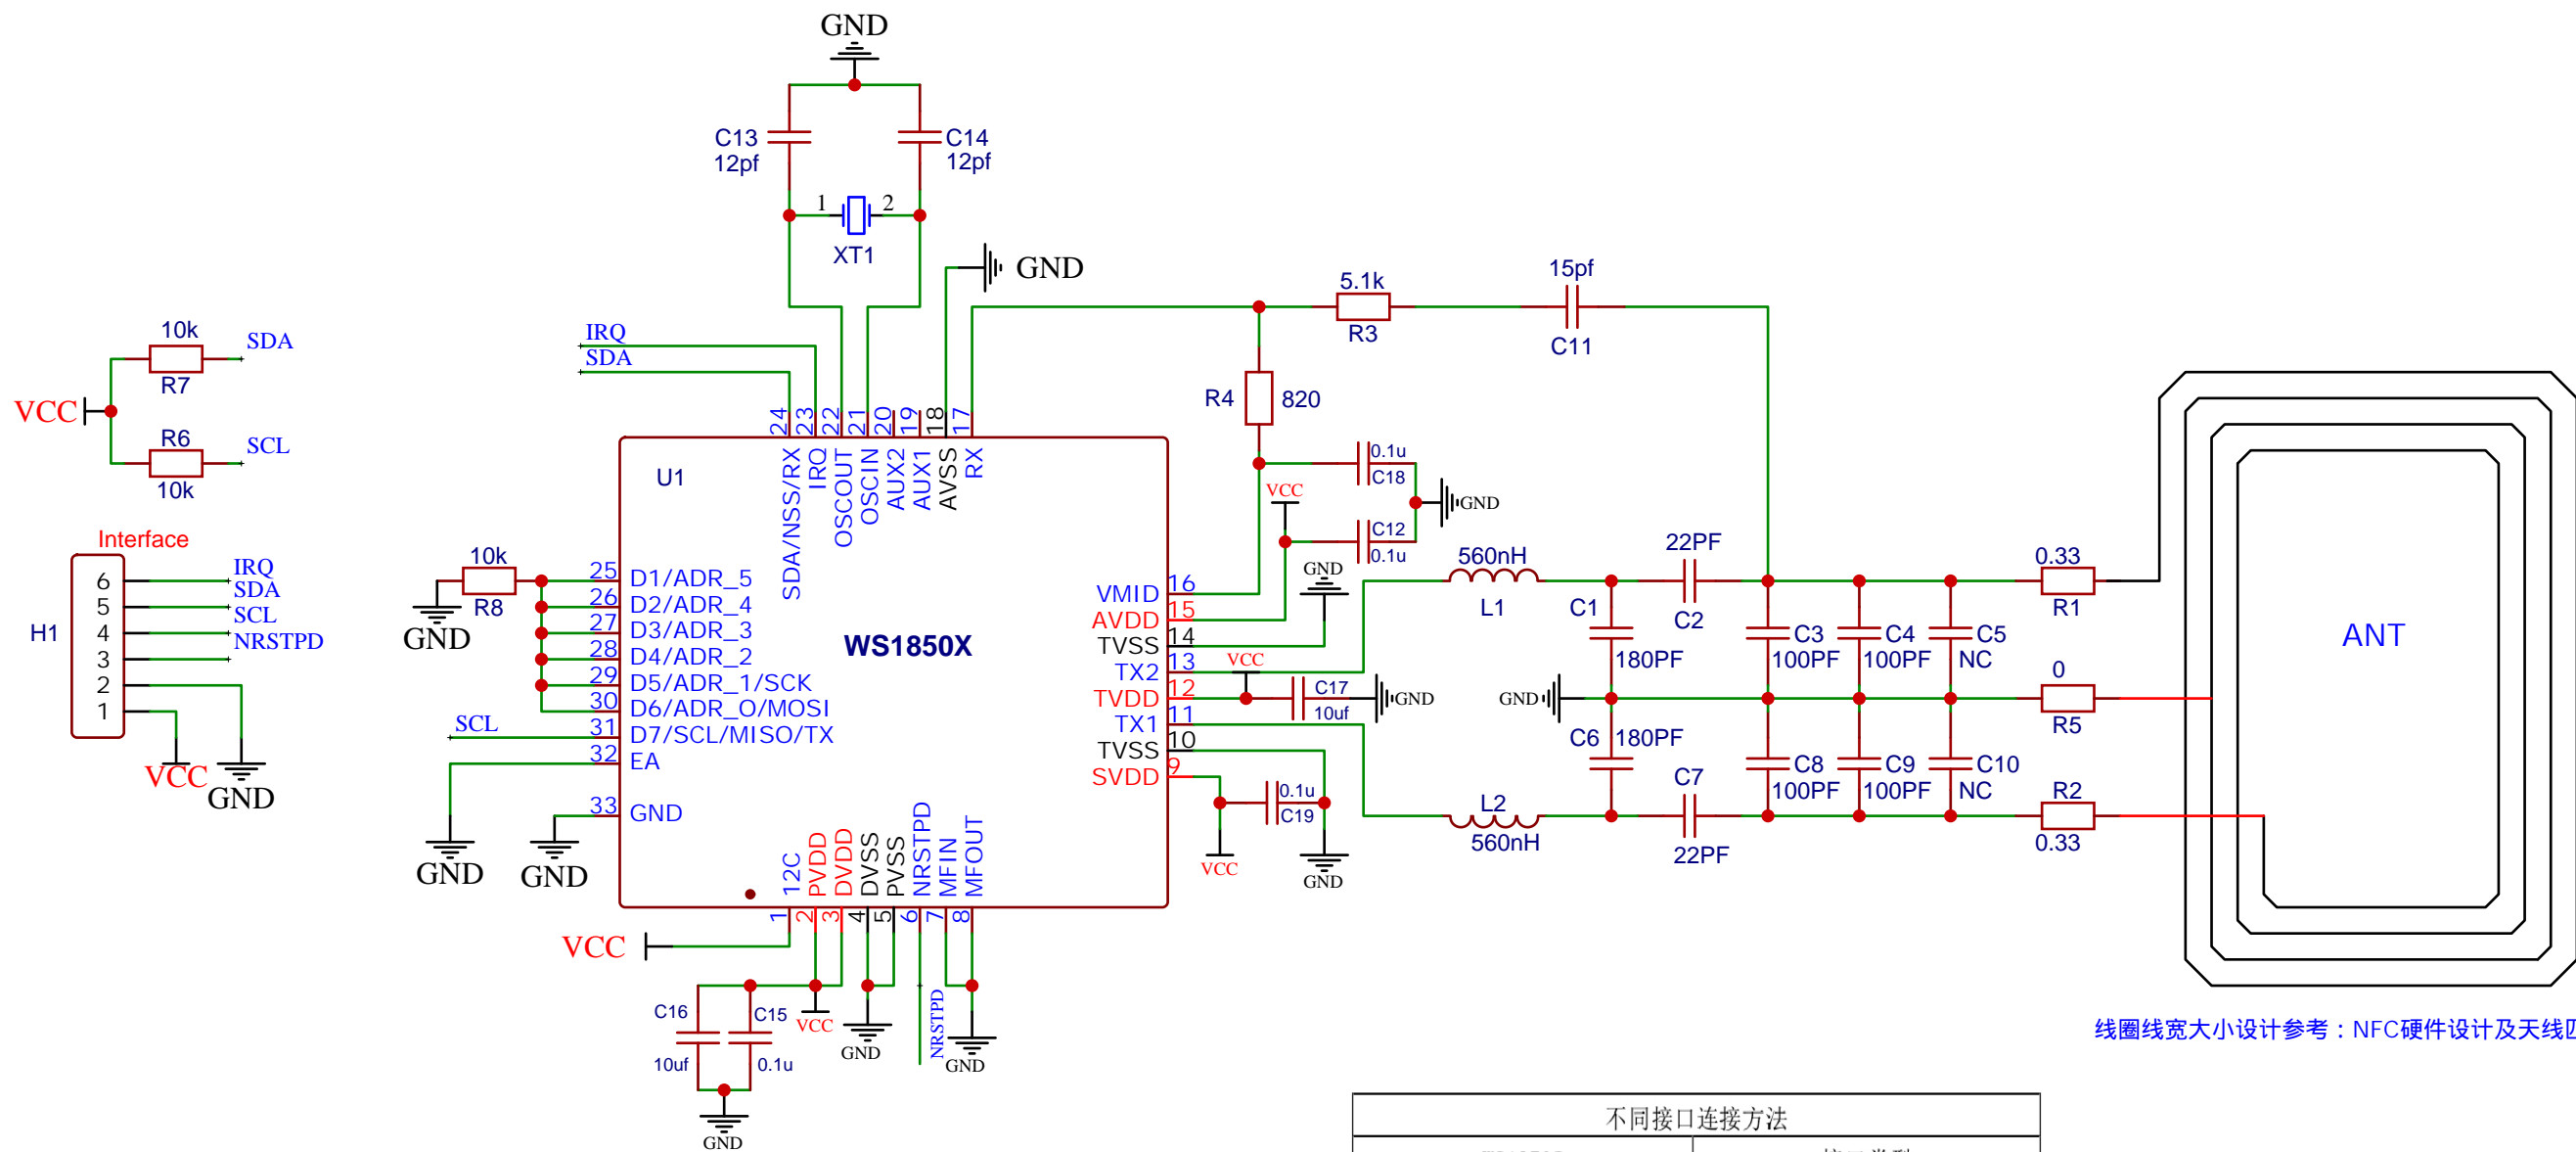 GND
C13
12pf
C14
12pf
1
2
XT1
GND
5.1k
R3
15pf
C11
10k
SDA
R7
VCC
R6
SCL
10k
IRQ
SDA
R4
820
24
23
22
21
20
19
18
17
SDA/NSS/RX
IRQ
OSCOUT
OSCIN
AUX2
AUX1
AVSS
RX
U1
WS1850X
0.1u
C18
VCC
GND
C12
0.1u
Interface
H1
6
5
4
3
2
1
IRQ
SDA
SCL
NRSTPD
VCC
GND
10k
R8
GND
25 D1/ADR_5
26 D2/ADR_4
27 D3/ADR_3
28 D4/ADR_2
29 D5/ADR_1/SCK
30 D6/ADR_O/MOSI
SCL
31 D7/SCL/MISO/TX
32 EA
33 GND
GND
GND
VMID 16
AVDD 15
TVSS 14
TX2 13
TVDD 12
TX1 11
TVSS 10
SVDD 9
GND
VCC
C17
10uf
GND
0.1u
C19
VCC
GND
560nH
L1
22PF
C2
C1
180PF
C3
100PF
C4
100PF
C5
NC
GND
C6
180PF
C7
22PF
C8
100PF
C9
100PF
C10
NC
L2
560nH
0.33
R1
0
R5
R2
0.33
ANT
12C
PVDD
DVDD
DVSS
PVSS
NRSTPD
MFIN
MFOUT
1
2
3
4
5
6
7
8
VCC
C16
10uf
C15
0.1u
VCC
GND
NRSTPD
GND
GND
线圈线宽大小设计参考：NFC硬件设计及天线匹
不同接口连接方法